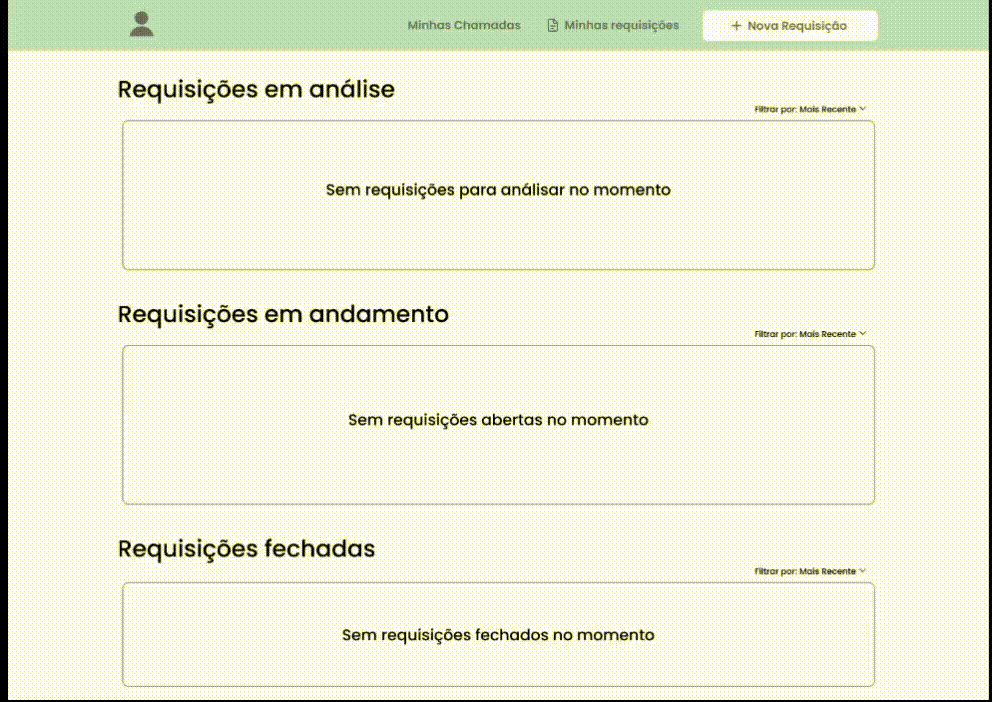 Minhas Chamadas
Minhas requisições
+ Nova Requisição
Requisições em análise
Filtrar por: Mais Recente
Sem requisições para análisar no momento
Requisições em andamento
Filtrar por: Mais Recente
Sem requisições abertas no momento
Requisições fechadas
Filtrar por: Mais Recente
Sem requisições fechados no momento